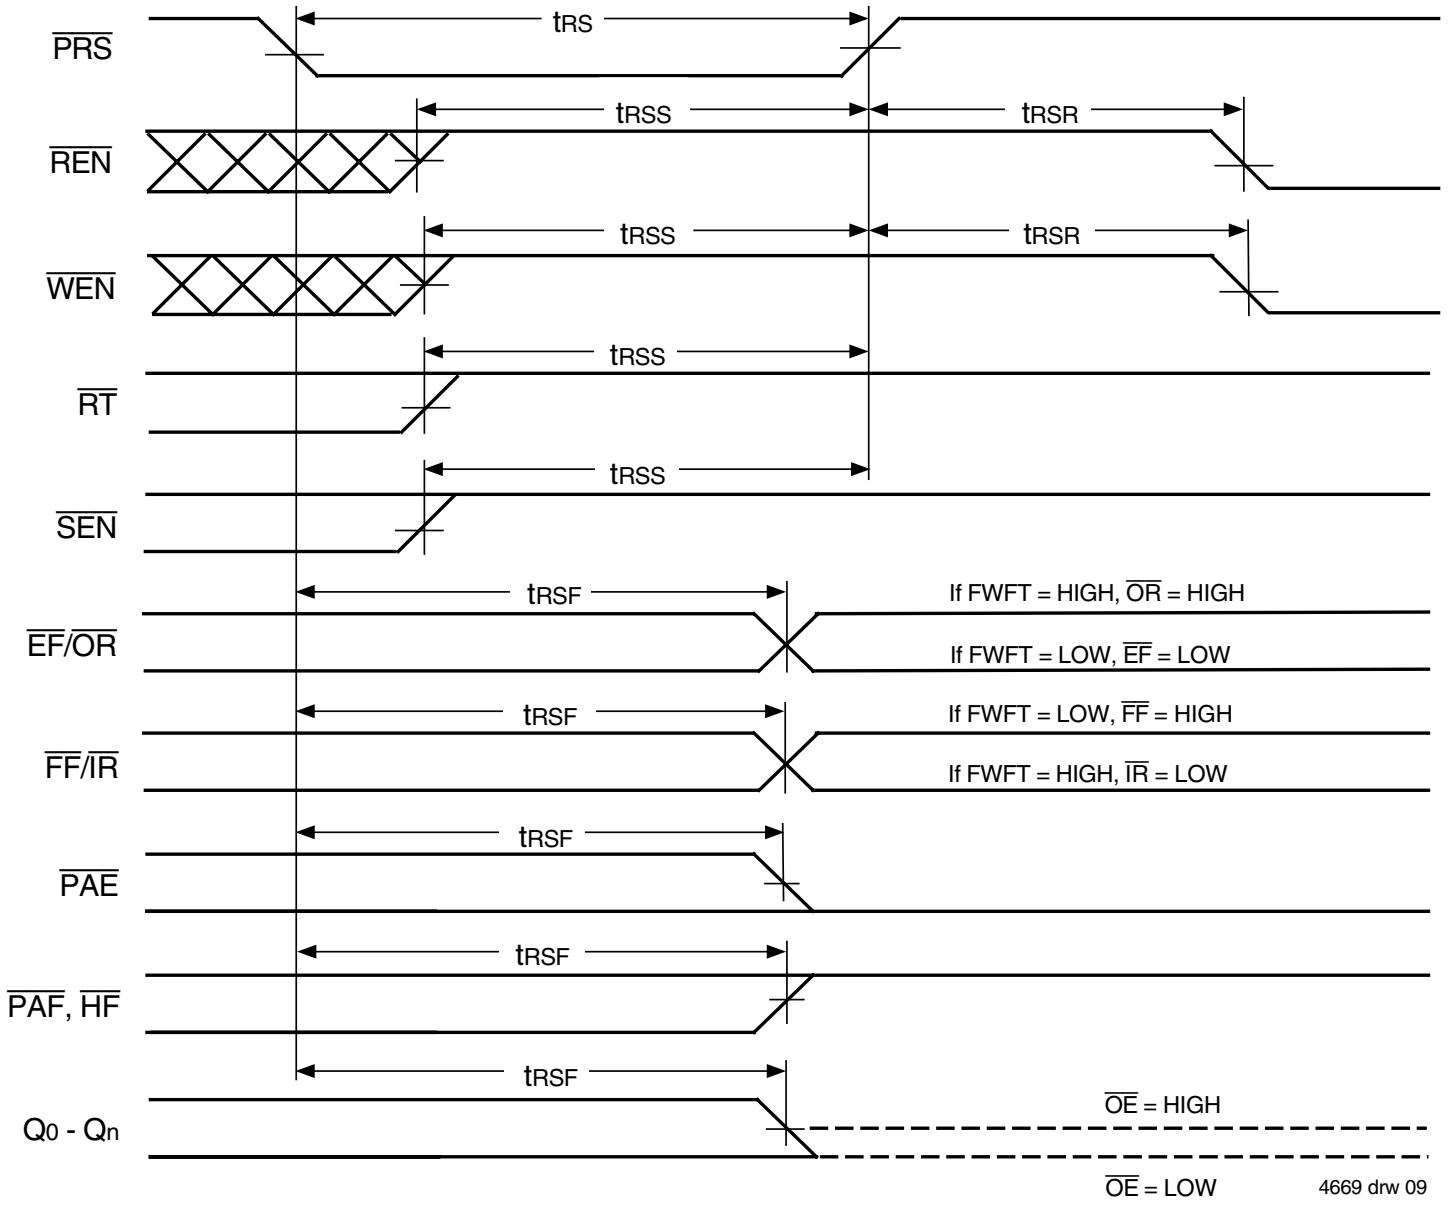 tRS
PRS
tRSS tRSR
REN
tRSS tRSR
WEN
tRSS
RT
tRSS
SEN
tRSF If FWFT = HIGH, OR = HIGH
EF/OR If FWFT = LOW, EF = LOW
tRSF If FWFT = LOW, FF = HIGH
FF/IR If FWFT = HIGH, IR = LOW
tRSF
PAE
tRSF
PAF, HF
tRSF
OE = HIGH
Q0 - Qn
OE = LOW 4669 drw 09